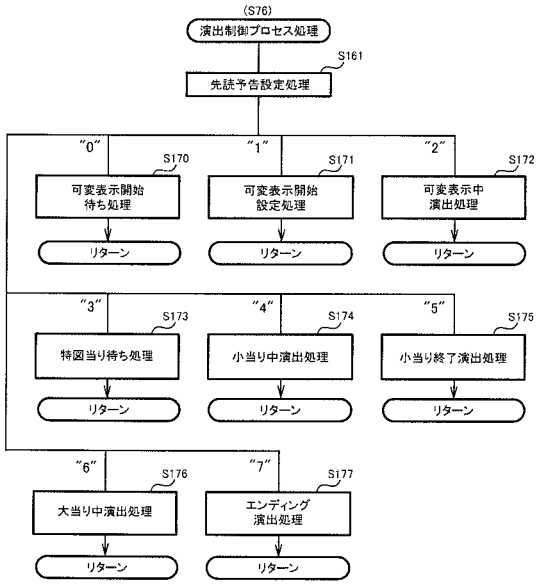 (S76)
演出制御プロセス処理
S161
先読予告設定処理
"0"
"1"
"2"
S170
S171
S172
可変表示開始
待ち処理
可変表示開始
設定処理
可変表示中
演出処理
リターン
リターン
リターン
"3"
"4"
"5"
S173
S174
S175
特図当り待ち処理
小当り中演出処理
小当り終了演出処理
リターン
リターン
リターン
"6"
"7"
S176
S177
大当り中演出処理
エンディング
演出処理
リターン
リターン